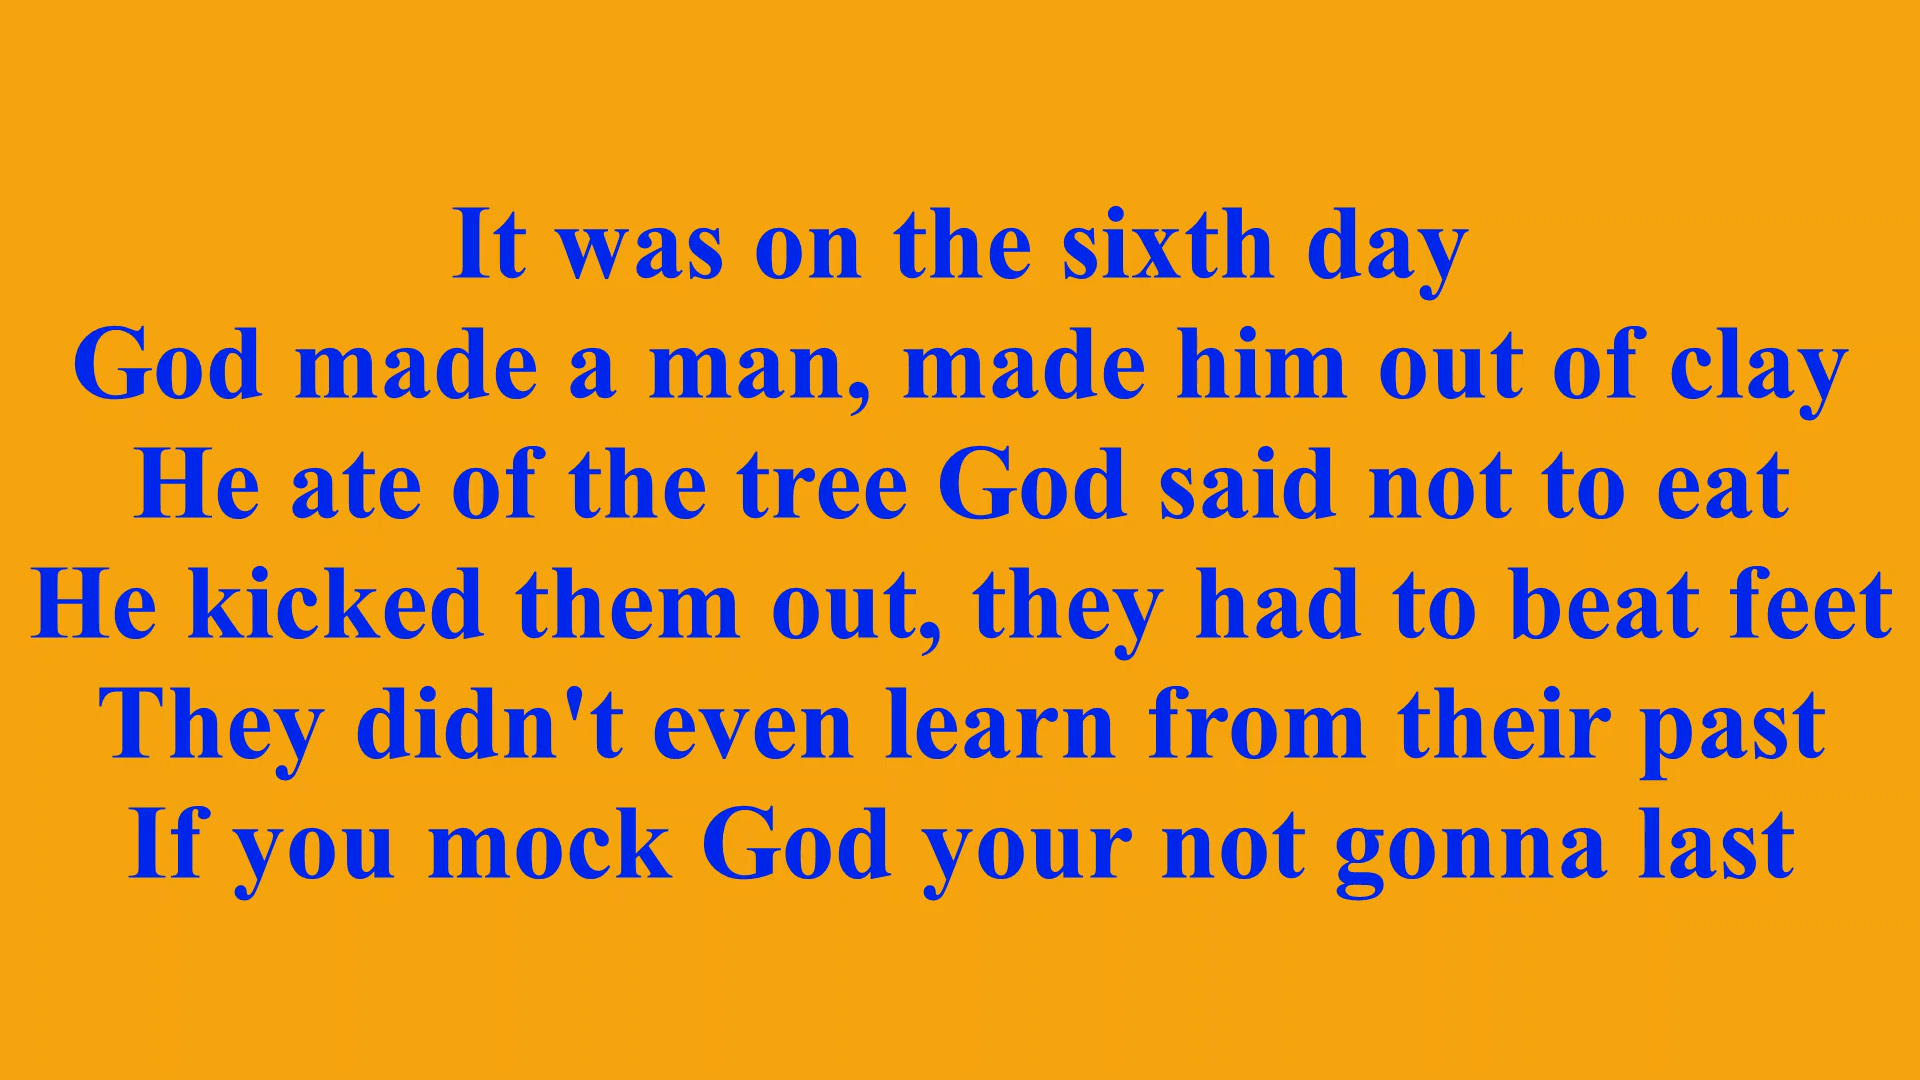 It was on the sixth day
God made a man, made him out of clay
He ate of the tree God said not to eat
He kicked them out, they had to beat feet
They didn't even learn from their past
If you mock God your not gonna last